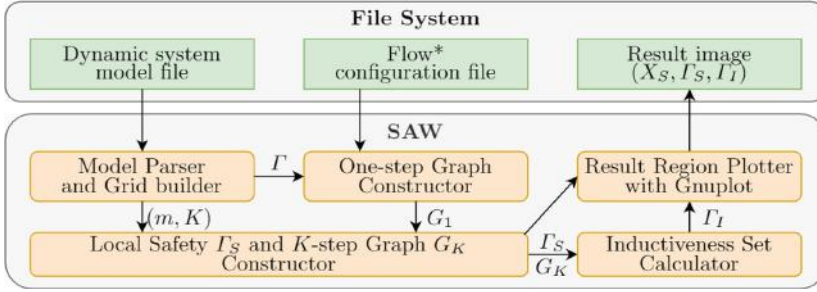 File System
Dynamic system
model file
Flow*
configuration file
Result image
(X_S, Γ_S, Γ_I)
SAW
Model Parser
and Grid builder
Γ
One-step Graph
Constructor
Result Region Plotter
with Gnuplot
(m, K)
G_1
Γ_I
Local Safety Γ_S and K-step Graph G_K
Constructor
Γ_S
G_K
Inductiveness Set
Calculator